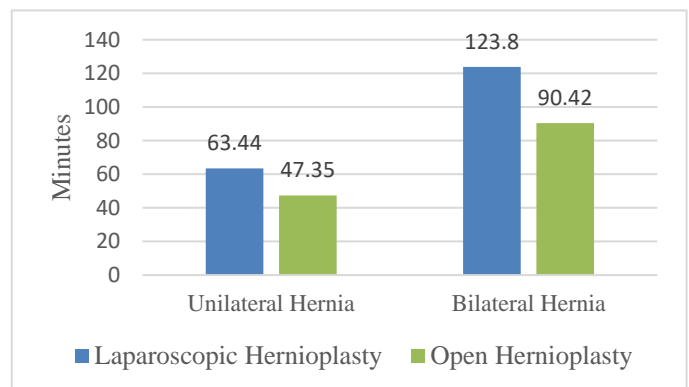 140
120
100
80
60
40
20
0
Minutes
63.44
47.35
123.8
90.42
Unilateral Hernia
Bilateral Hernia
Laparoscopic Hernioplasty
Open Hernioplasty